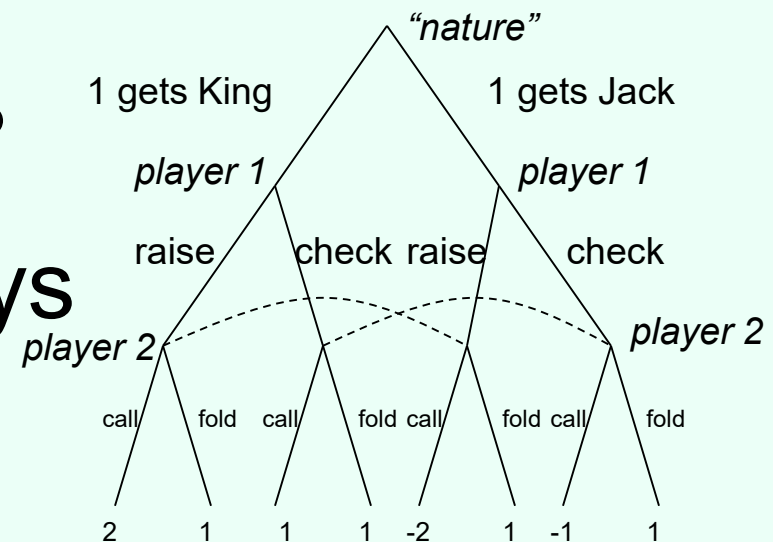 “nature”
1 gets King 1 gets Jack
player 1 player 1
raise check raise check
ys
player 2 player 2
call fold call fold call fold call fold
2 1 1 1 -2 1 -1 1